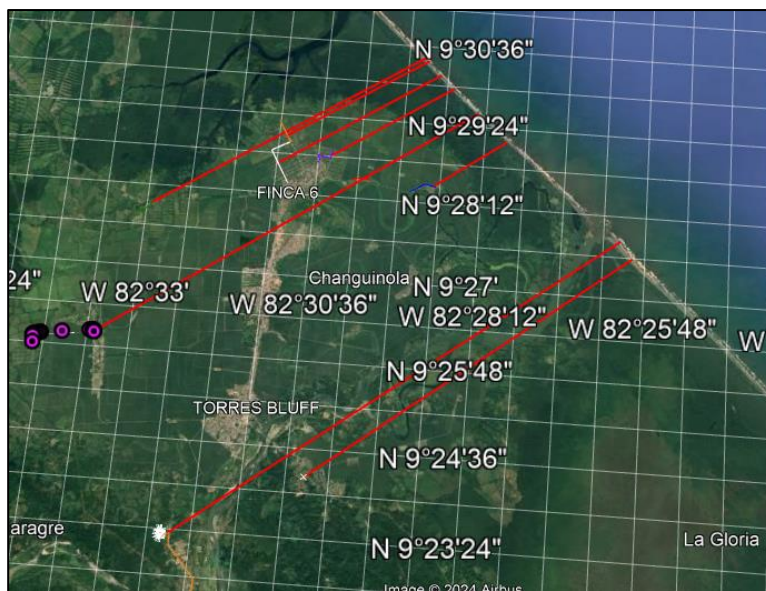 N 9°30'36"
N 9°29'24"
FINCA 6
N 9°28'12"
24"
W 82°33'
Changuinola
N 9°27'
W 82°30'36"
W 82°28'12"
W 82°25'48"
W
N 9°25'48"
TORRES BLUFF
N 9°24'36"
aragre
La Gloria
N 9°23'24"
Image © 2024 Airbus